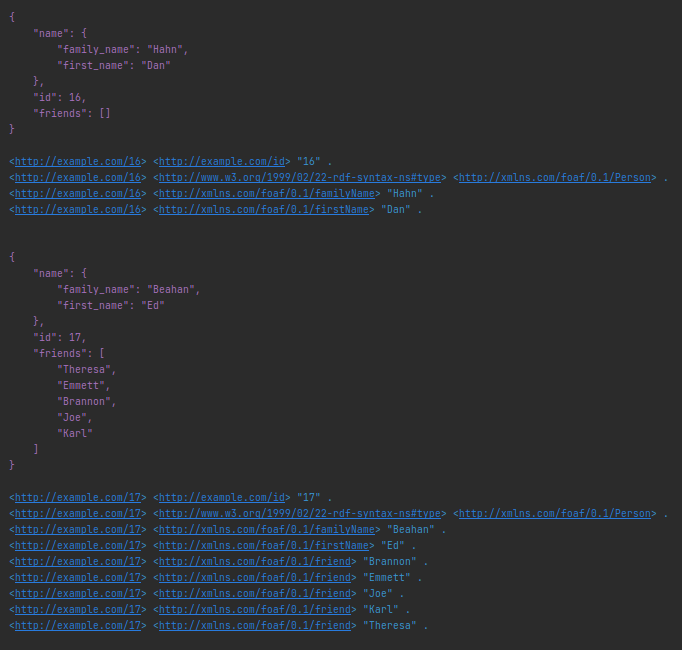 {
    "name": {
        "family_name": "Hahn",
        "first_name": "Dan"
    },
    "id": 16,
    "friends": []
}

<http://example.com/16> <http://example.com/id> "16" .
<http://example.com/16> <http://www.w3.org/1999/02/22-rdf-syntax-ns#type> <http://xmlns.com/foaf/0.1/Person> .
<http://example.com/16> <http://xmlns.com/foaf/0.1/familyName> "Hahn" .
<http://example.com/16> <http://xmlns.com/foaf/0.1/firstName> "Dan" .


{
    "name": {
        "family_name": "Beahan",
        "first_name": "Ed"
    },
    "id": 17,
    "friends": [
        "Theresa",
        "Emmett",
        "Brannon",
        "Joe",
        "Karl"
    ]
}

<http://example.com/17> <http://example.com/id> "17" .
<http://example.com/17> <http://www.w3.org/1999/02/22-rdf-syntax-ns#type> <http://xmlns.com/foaf/0.1/Person> .
<http://example.com/17> <http://xmlns.com/foaf/0.1/familyName> "Beahan" .
<http://example.com/17> <http://xmlns.com/foaf/0.1/firstName> "Ed" .
<http://example.com/17> <http://xmlns.com/foaf/0.1/friend> "Brannon" .
<http://example.com/17> <http://xmlns.com/foaf/0.1/friend> "Emmett" .
<http://example.com/17> <http://xmlns.com/foaf/0.1/friend> "Joe" .
<http://example.com/17> <http://xmlns.com/foaf/0.1/friend> "Karl" .
<http://example.com/17> <http://xmlns.com/foaf/0.1/friend> "Theresa" .